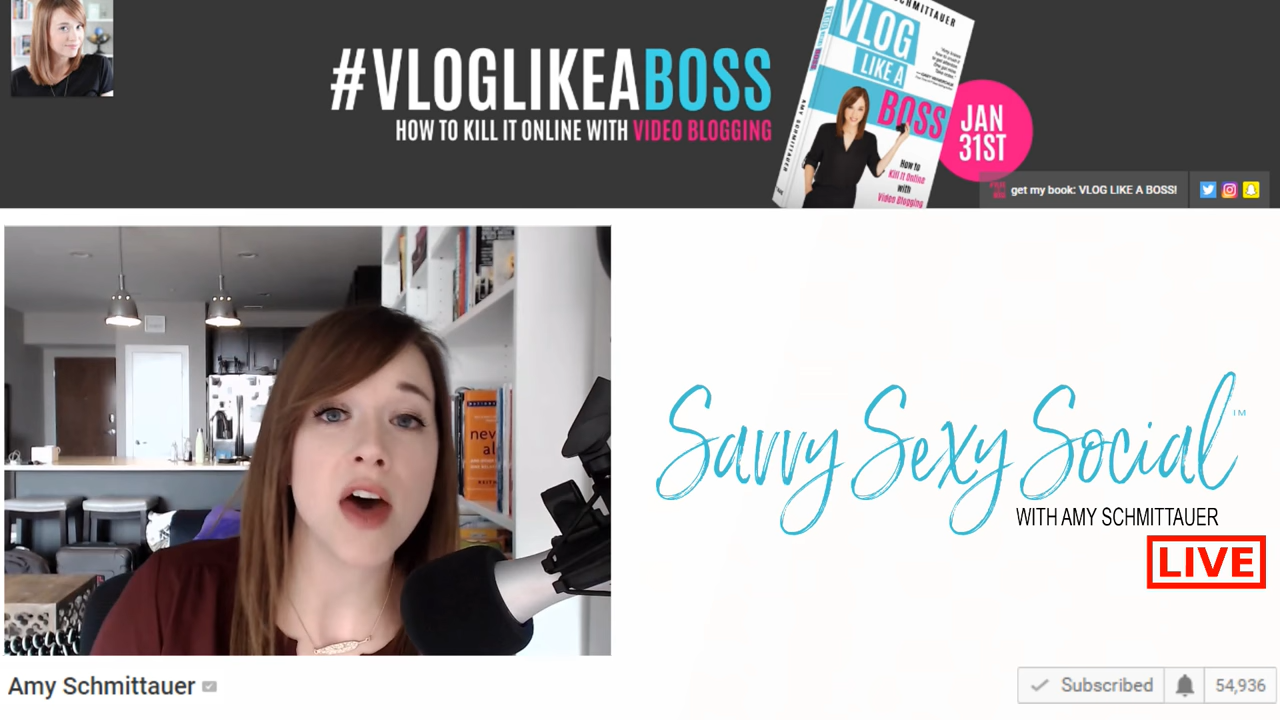 #VLOGLIKEABOSS
HOW TO KILL IT ONLINE WITH VIDEO BLOGGING
SCHMITTAUER
VLOG
LIKE A
BOSS
AMY SCHMITTAUER
How to
Kill It Online
with
Video Blogging
JAN
31ST
get my book: VLOG LIKE A BOSS!
Savvy Sexy Social
TM
WITH AMY SCHMITTAUER
LIVE
Amy Schmittauer
Subscribed
54,936